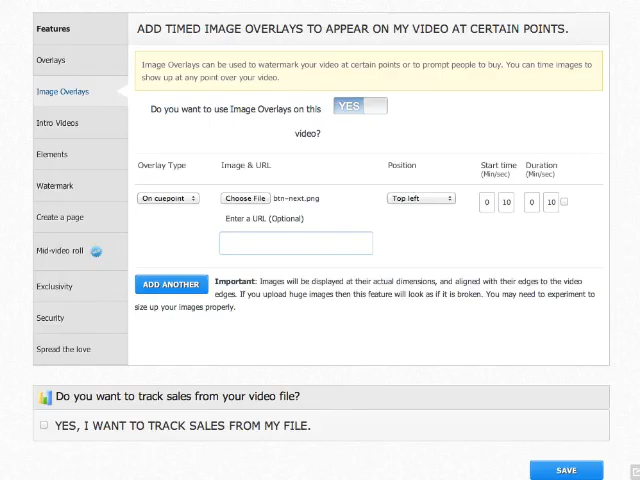 Features
Overlays
Image Overlays
Intro Videos
Elements
Watermark
Create a page
Mid-video roll
Exclusivity
Security
Spread the love
ADD TIMED IMAGE OVERLAYS TO APPEAR ON MY VIDEO AT CERTAIN POINTS.
Image Overlays can be used to watermark your video at certain points or to prompt people to buy. You can time images to
show up at any point over your video.
Do you want to use Image Overlays on this
video?
YES
Overlay Type Image & URL Position Start time Duration
(Min/sec) (Min/sec)
On cuepoint Choose File btn-next.png Top left 0 10 0 10
Enter a URL (Optional)
ADD ANOTHER
Important: Images will be displayed at their actual dimensions, and aligned with their edges to the video
edges. If you upload huge images then this feature will look as if it is broken. You may need to experiment to
size up your images properly.
Do you want to track sales from your video file?
YES, I WANT TO TRACK SALES FROM MY FILE.
SAVE